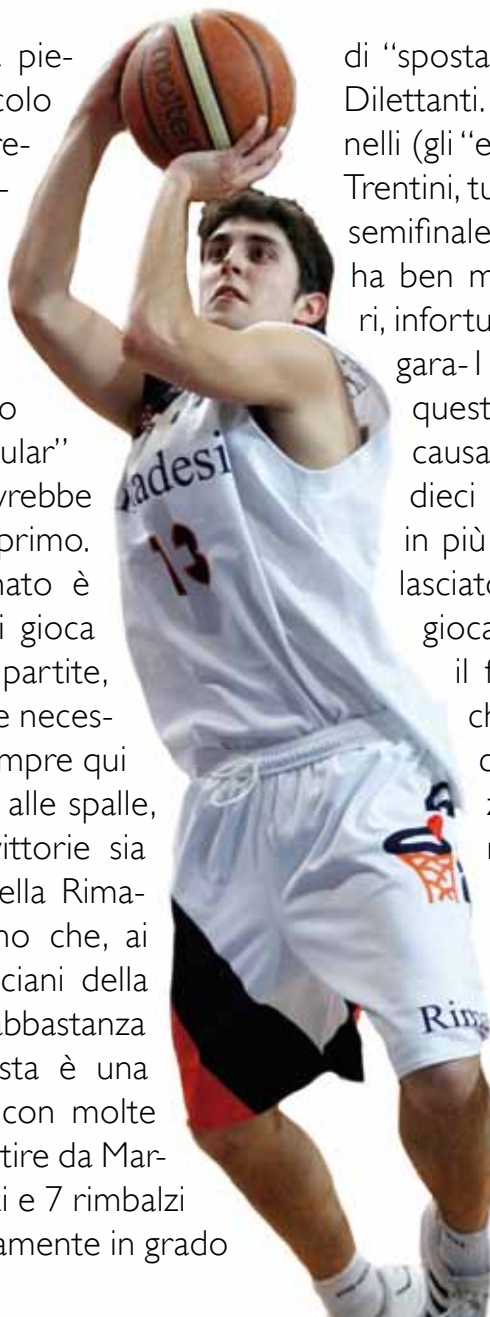 pie-
colo
re-
-
o
ular”
vrebbe
primo.
nato è
i gioca
partite,
e neces-
mpre qui
alle spalle,
vittorie sia
ella Rima-
no che, ai
ciani della
abbastanza
sta è una
con molte
tire da Mar-
i e 7 rimbalzi
amente in grado
di “sposta
Dilettanti.
nelli (gli “e
Trentini, tu
semifinale
ha ben m
ri, infortu
gara-1
quest
causa
dieci
in più
lasciato
gioca
il f
ch
molten
adesi
13
Rim